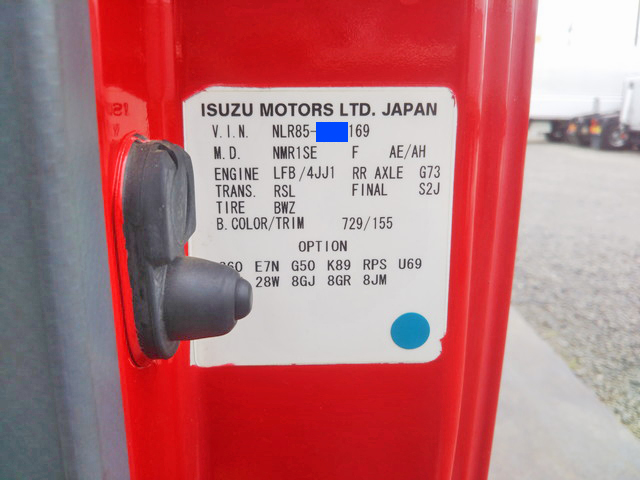 ISUZU MOTORS LTD. JAPAN
V.I.N. NLR85- 169
M.D. NMR1SE F AE/AH
ENGINE LFB/4JJ1 RR AXLE G73
TRANS. RSL FINAL S2J
TIRE BWZ
B.COLOR/TRIM 729/155
OPTION
E7N G50 K89 RPS U69
28W 8GJ 8GR 8JM